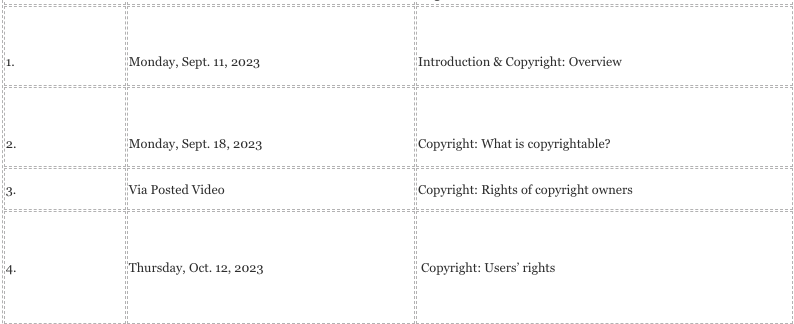 1. Monday, Sept. 11, 2023 Introduction & Copyright: Overview
2. Monday, Sept. 18, 2023 Copyright: What is copyrightable?
3. Via Posted Video Copyright: Rights of copyright owners
4. Thursday, Oct. 12, 2023 Copyright: Users’ rights